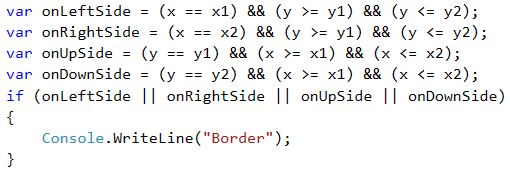 var onLeftSide = (x == x1) && (y >= y1) && (y <= y2);
var onRightSide = (x == x2) && (y >= y1) && (y <= y2);
var onUpSide = (y == y1) && (x >= x1) && (x <= x2);
var onDownSide = (y == y2) && (x >= x1) && (x <= x2);
if (onLeftSide || onRightSide || onUpSide || onDownSide)
{
    Console.WriteLine("Border");
}